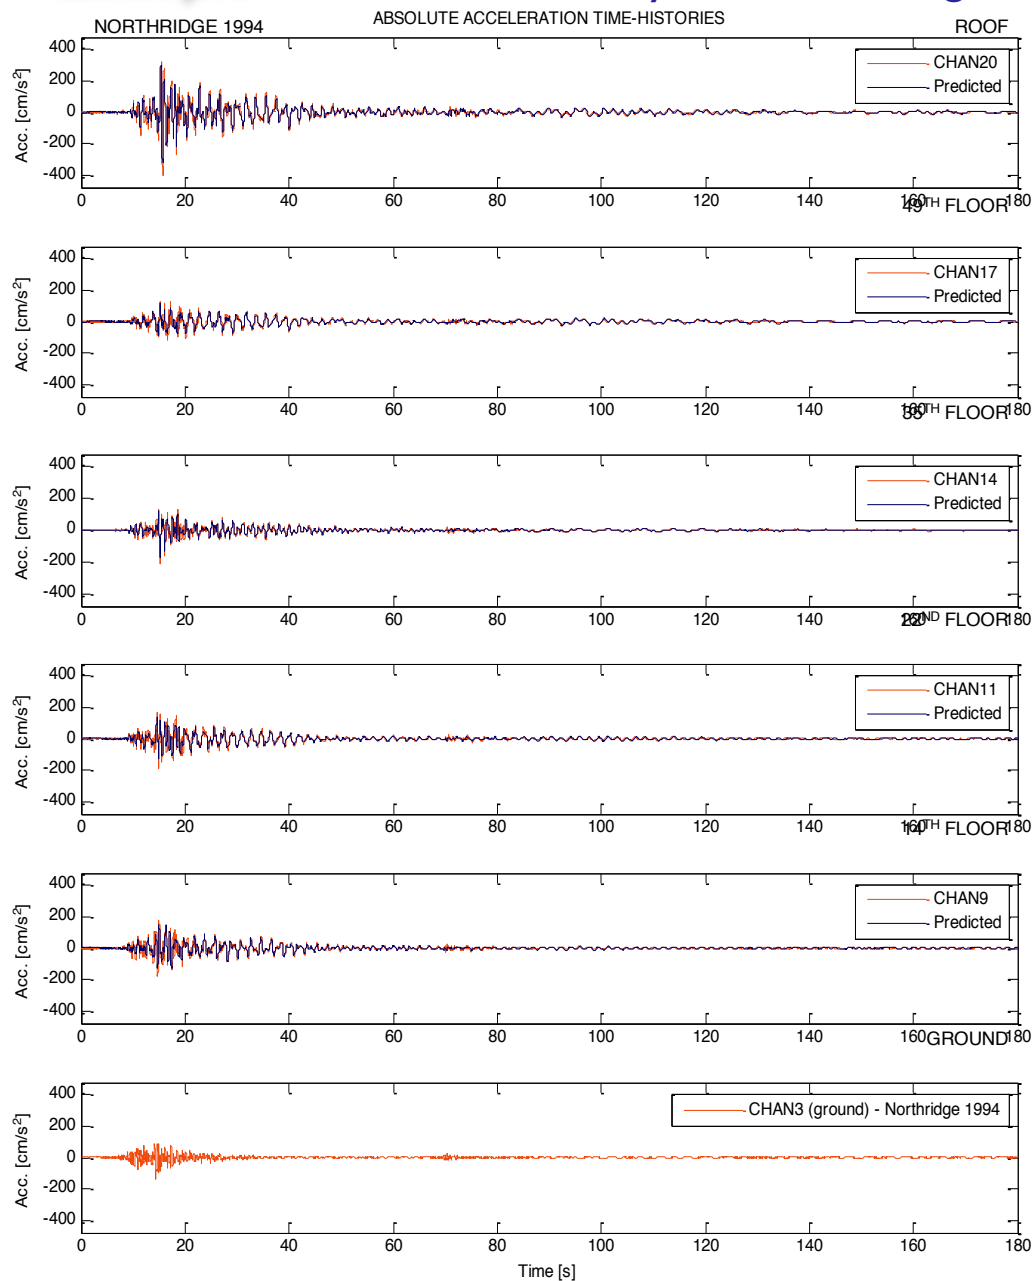 ABSOLUTE ACCELERATION TIME-HISTORIES
NORTHRIDGE 1994
ROOF
Acc. [cm/s²]
400
200
0
-200
-400
CHAN20
Predicted
0 20 40 60 80 100 120 140 160 180
49TH FLOOR
Acc. [cm/s²]
400
200
0
-200
-400
CHAN17
Predicted
0 20 40 60 80 100 120 140 160 180
35TH FLOOR
Acc. [cm/s²]
400
200
0
-200
-400
CHAN14
Predicted
0 20 40 60 80 100 120 140 160 180
22ND FLOOR
Acc. [cm/s²]
400
200
0
-200
-400
CHAN11
Predicted
0 20 40 60 80 100 120 140 160 180
14TH FLOOR
Acc. [cm/s²]
400
200
0
-200
-400
CHAN9
Predicted
0 20 40 60 80 100 120 140 160 180
GROUND
Acc. [cm/s²]
400
200
0
-200
-400
CHAN3 (ground) - Northridge 1994
0 20 40 60 80 100 120 140 160 180
Time [s]